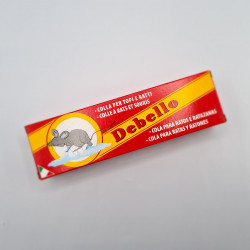 - COLLA PER TOPI E RATTI
- COLLE À RATS ET SOURIS
Debello
- COLA PARA RATOS E RATAZANAS
- COLA PARA RATAS Y RATONES